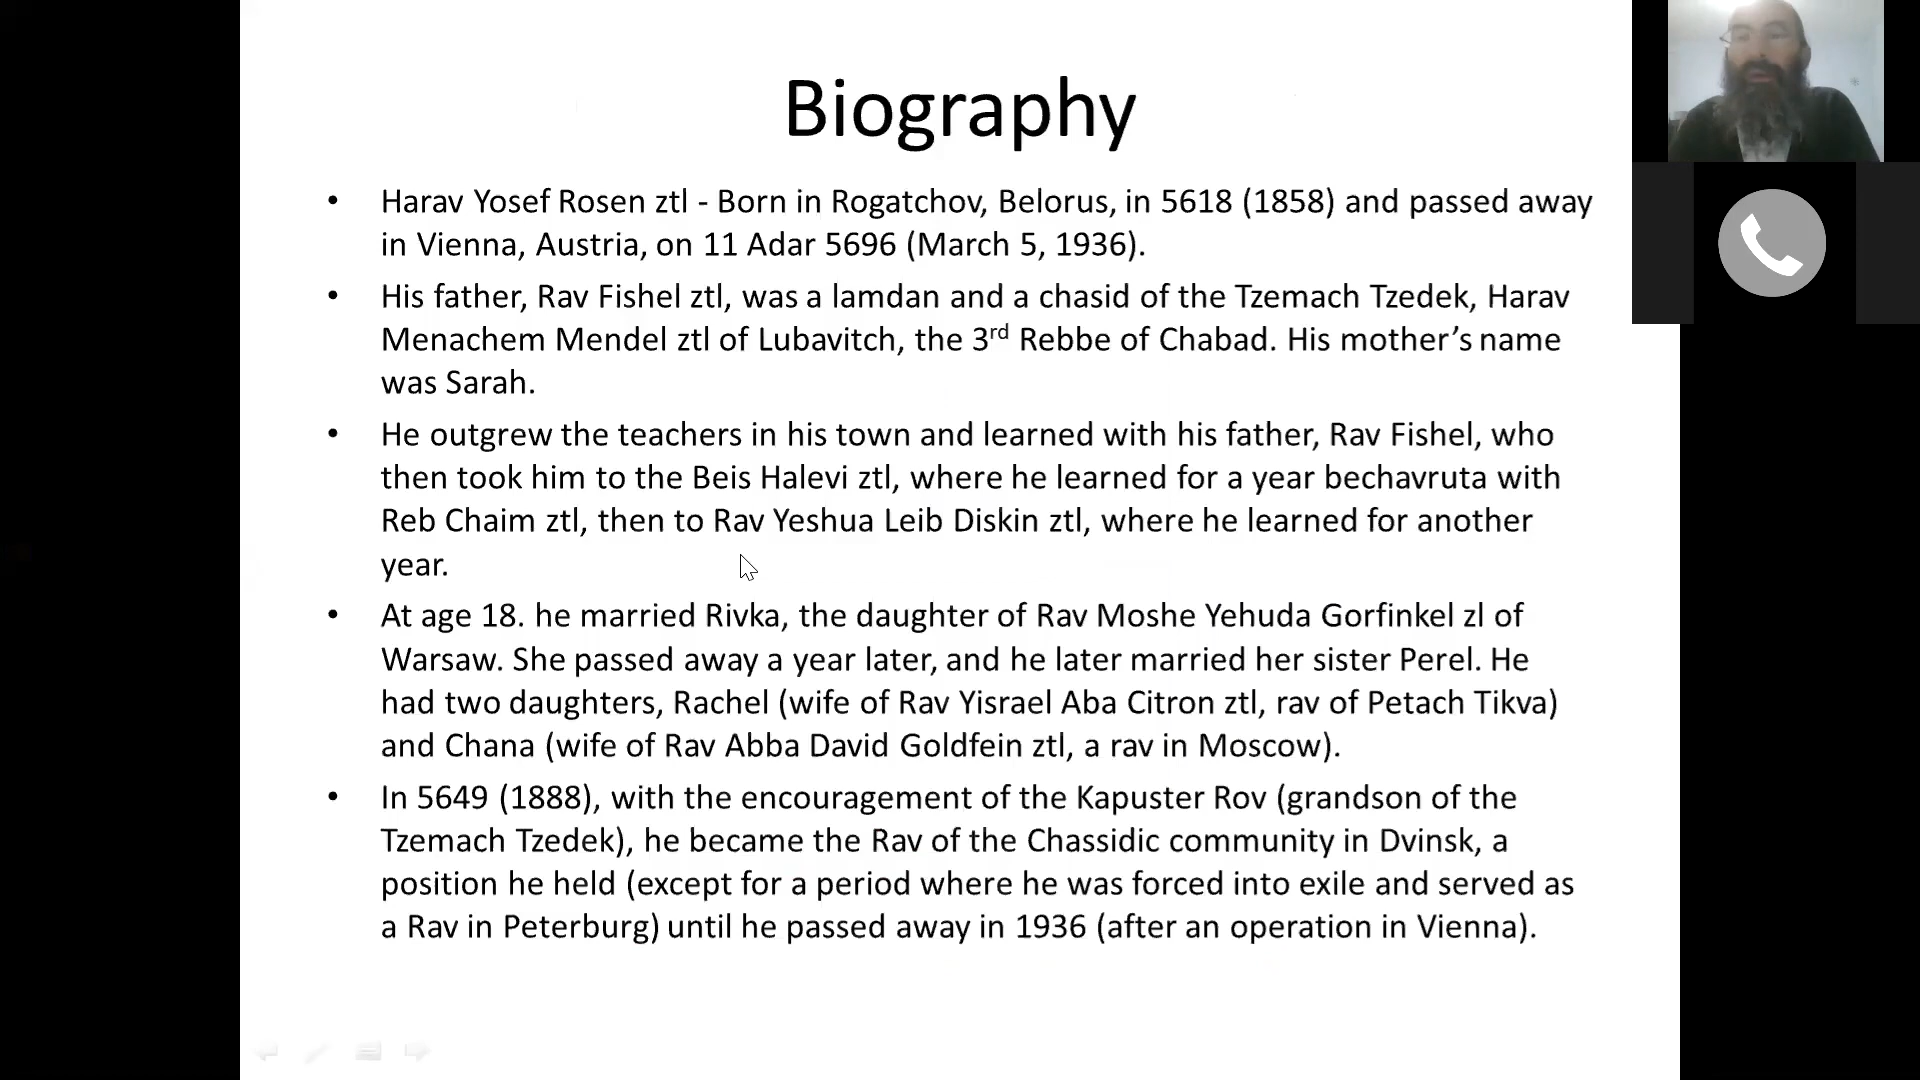 Biography
• Harav Yosef Rosen ztl - Born in Rogatchov, Belorus, in 5618 (1858) and passed away
in Vienna, Austria, on 11 Adar 5696 (March 5, 1936).
• His father, Rav Fishel ztl, was a lamdan and a chasid of the Tzemach Tzedek, Harav
Menachem Mendel ztl of Lubavitch, the 3rd Rebbe of Chabad. His mother’s name
was Sarah.
• He outgrew the teachers in his town and learned with his father, Rav Fishel, who
then took him to the Beis Halevi ztl, where he learned for a year bechavruta with
Reb Chaim ztl, then to Rav Yeshua Leib Diskin ztl, where he learned for another
year.
• At age 18. he married Rivka, the daughter of Rav Moshe Yehuda Gorfinkel zl of
Warsaw. She passed away a year later, and he later married her sister Perel. He
had two daughters, Rachel (wife of Rav Yisrael Aba Citron ztl, rav of Petach Tikva)
and Chana (wife of Rav Abba David Goldfein ztl, a rav in Moscow).
• In 5649 (1888), with the encouragement of the Kapuster Rov (grandson of the
Tzemach Tzedek), he became the Rav of the Chassidic community in Dvinsk, a
position he held (except for a period where he was forced into exile and served as
a Rav in Peterburg) until he passed away in 1936 (after an operation in Vienna).